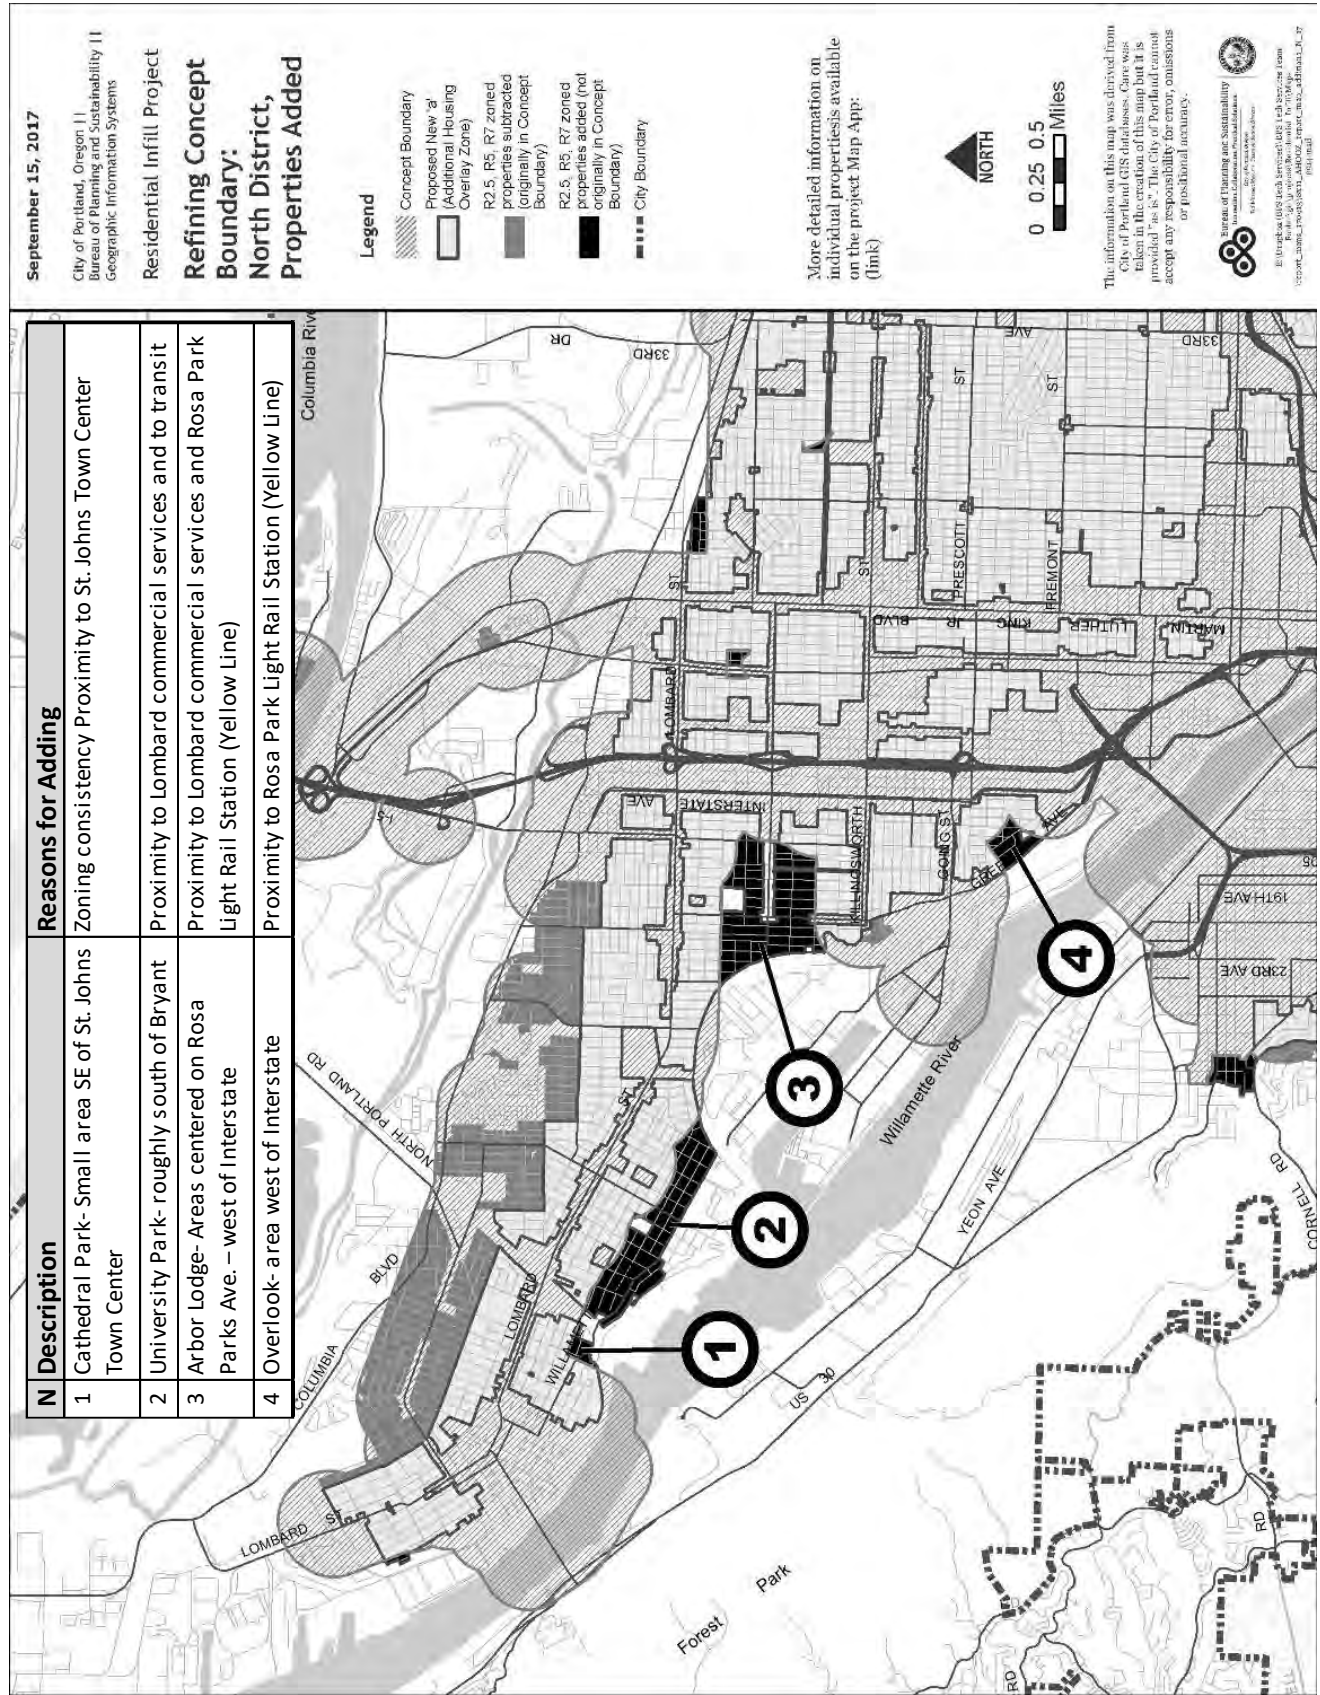 September 15, 2017
City of Portland, Oregon ||
Bureau of Planning and Sustainability ||
Geographic Information Systems
Residential Infill Project
Refining Concept
Boundary:
North District,
Properties Added
Legend
Concept Boundary
Proposed New 'a'
(Additional Housing
Overlay Zone)
R2.5, R5, R7 zoned
properties subtracted
(originally in Concept
Boundary)
R2.5, R5, R7 zoned
properties added (not
originally in Concept
Boundary)
City Boundary
More detailed information on
individual propertiesis available
on the project Map App:
(link)
NORTH
0 0.25 0.5
Miles
The information on this map was derived from
City of Portland GIS databases. Care was
taken in the creation of this map but it is
provided "as is". The City of Portland cannot
accept any responsibility for error, omissions
or positional accuracy.
Bureau of Planning and Sustainability
N Description Reasons for Adding
1 Cathedral Park- Small area SE of St. Johns Zoning consistency Proximity to St. Johns Town Center
Town Center
2 University Park- roughly south of Bryant Proximity to Lombard commercial services and to transit
3 Arbor Lodge- Areas centered on Rosa Proximity to Lombard commercial services and Rosa Park
Parks Ave. – west of Interstate Light Rail Station (Yellow Line)
4 Overlook- area west of Interstate Proximity to Rosa Park Light Rail Station (Yellow Line)
Columbia Rive
DR
33RD
COLUMBIA
BLVD
NORTH PORTLAND RD
I-5
LOMBARD
ST
LOMBARD
ST
LOMBARD
ST
WILLAMET
AVE
INTERSTATE
KILLINGSWORTH
ST
GOING ST
AVE
PRESCOTT
ST
FREMONT
ST
MARTIN
LUTHER
KING
JR
BLVD
AVE
33RD
1
2
3
4
Willamette River
YEON AVE
US 30
19TH AVE
23RD AVE
CORNELL RD
Forest
Park
RD
RD